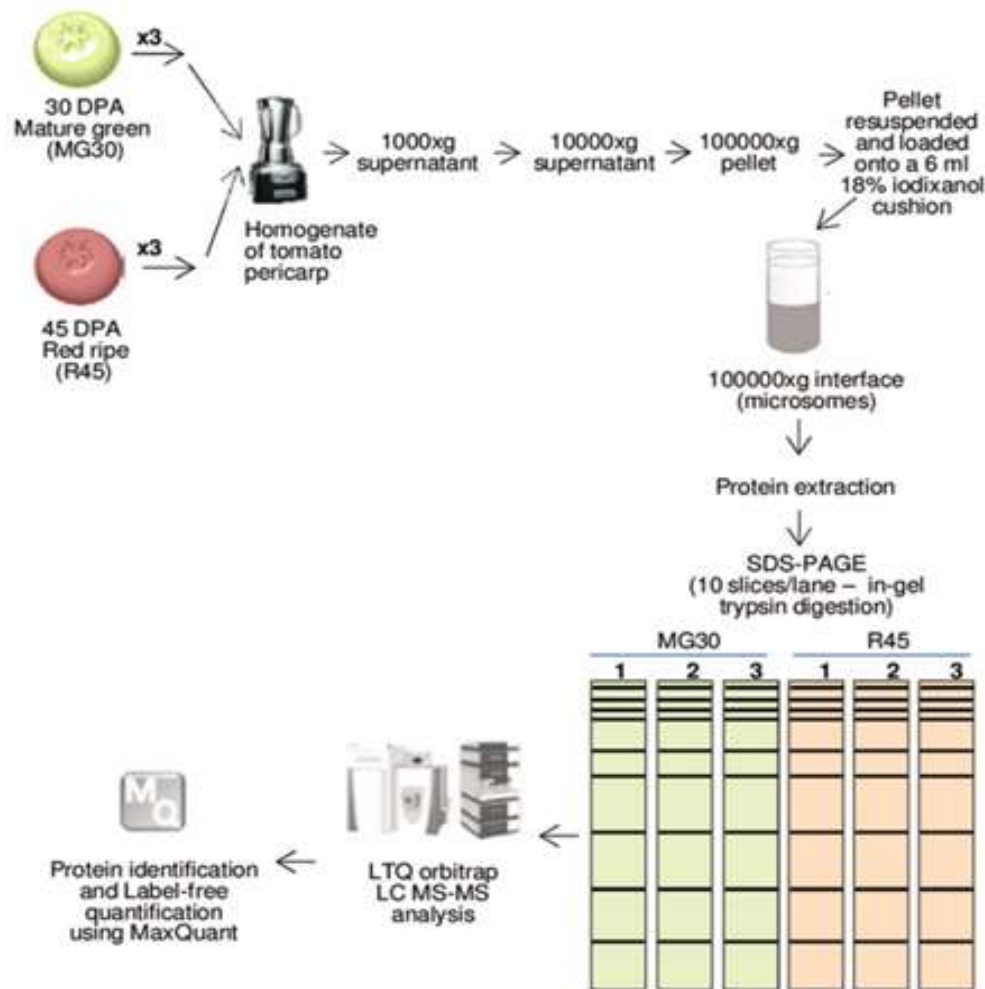 x3
30 DPA
Mature green
(MG30)
x3
45 DPA
Red ripe
(R45)
Homogenate
of tomato
pericarp
1000xg
supernatant
10000xg
supernatant
100000xg
pellet
Pellet
resuspended
and loaded
onto a 6 ml
18% iodixanol
cushion
100000xg interface
(microsomes)
Protein extraction
SDS-PAGE
(10 slices/lane – in-gel
trypsin digestion)
MG30 R45
1 2 3 1 2 3
LTQ orbitrap
LC MS-MS
analysis
MQ
Protein identification
and Label-free
quantification
using MaxQuant